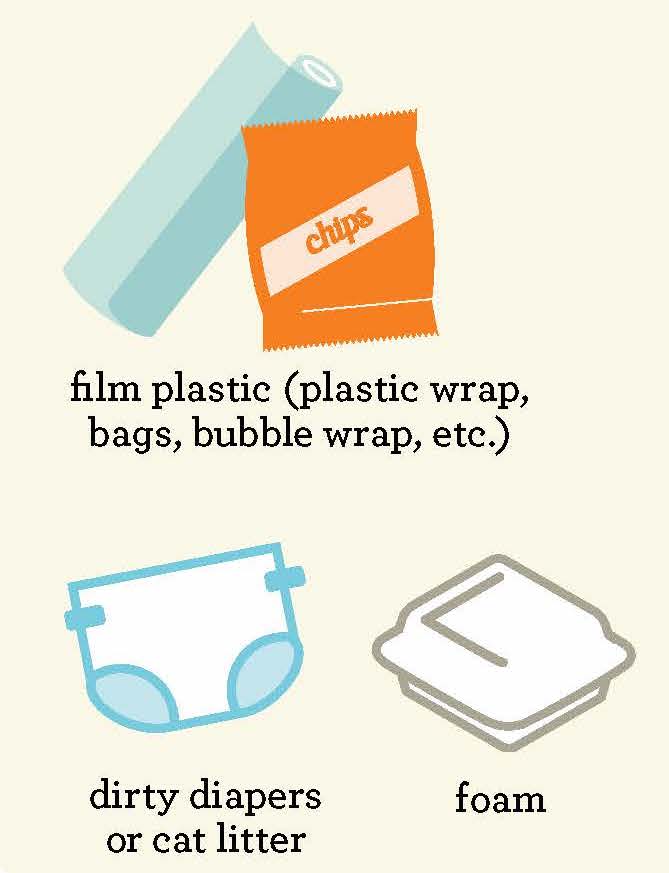 chips
film plastic (plastic wrap,
bags, bubble wrap, etc.)
dirty diapers
or cat litter
foam